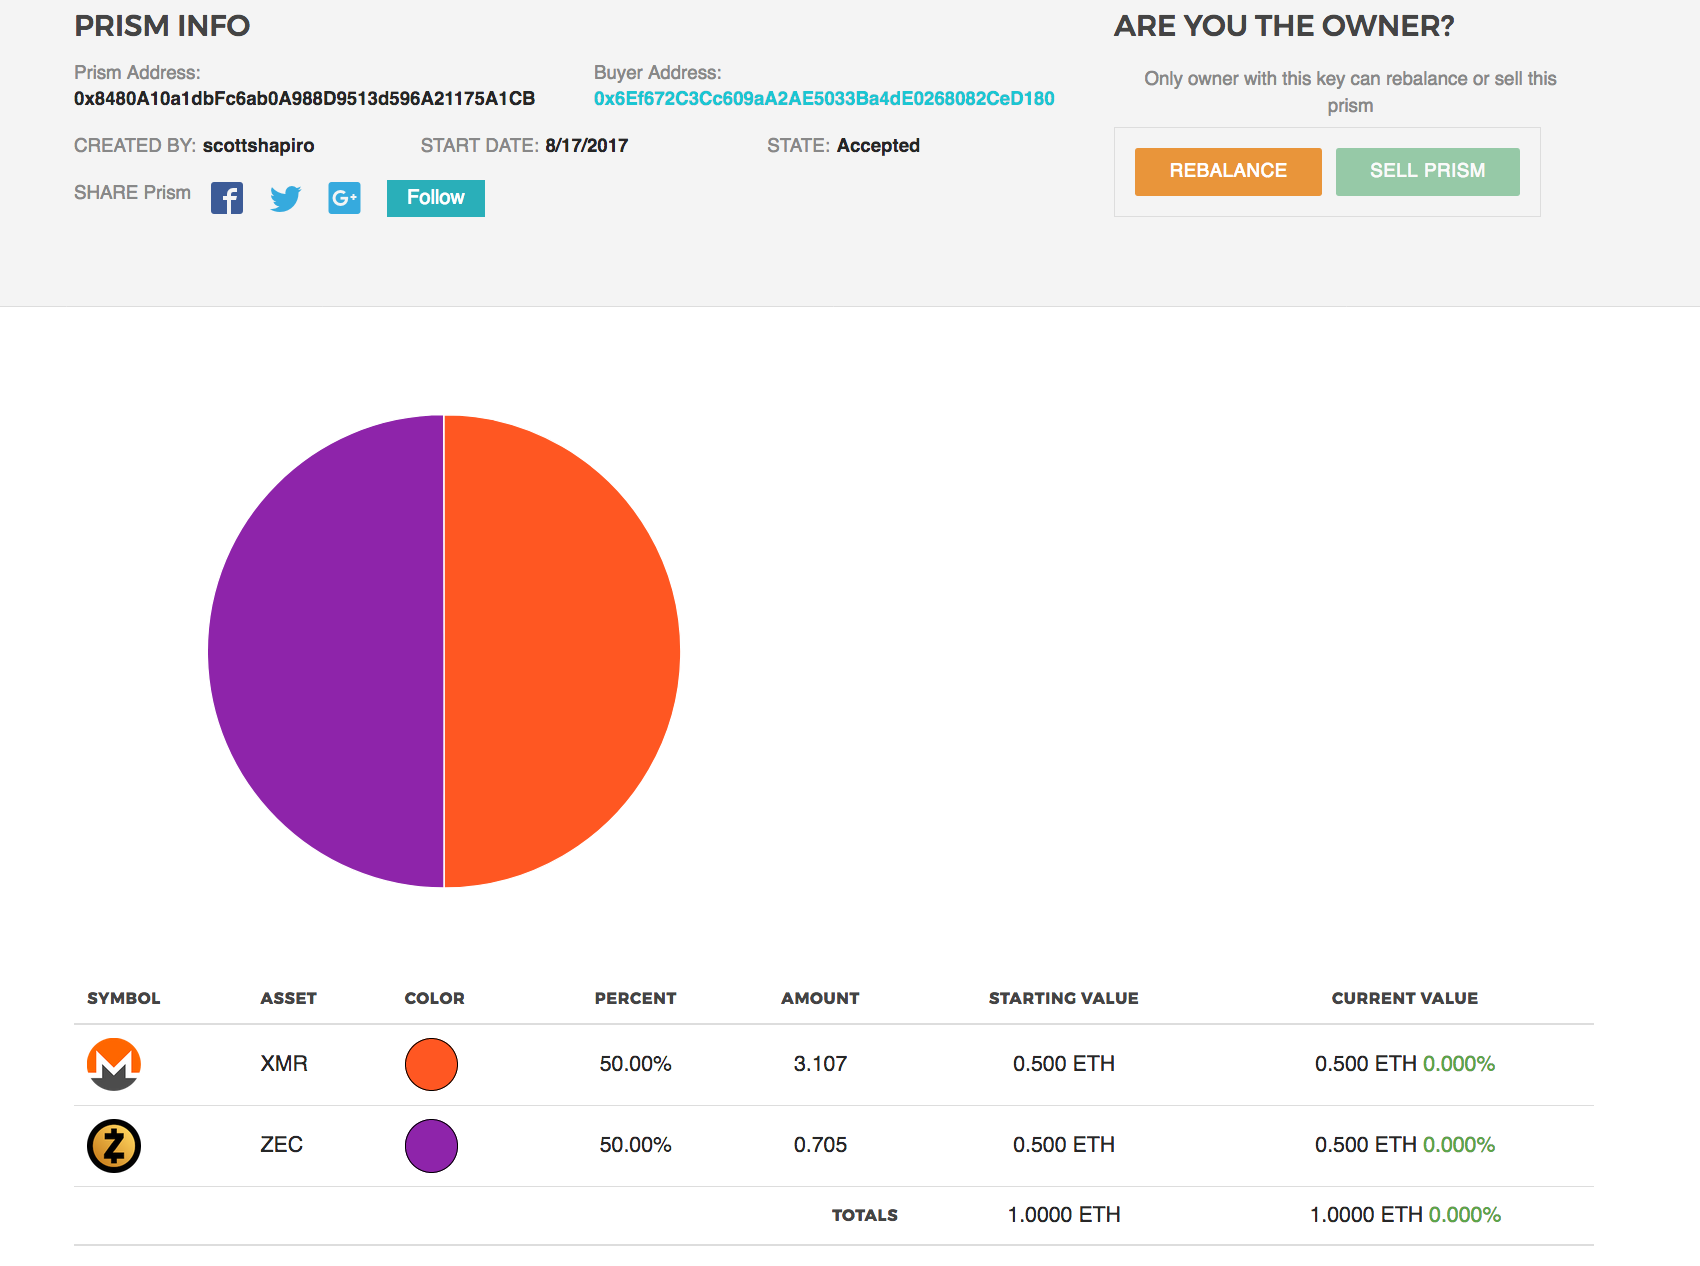 PRISM INFO
ARE YOU THE OWNER?
Prism Address:
0x8480A10a1dbFc6ab0A988D9513d596A21175A1CB
Buyer Address:
0x6Ef672C3Cc609aA2AE5033Ba4dE0268082CeD180
Only owner with this key can rebalance or sell this
prism
CREATED BY: scottshapiro START DATE: 8/17/2017 STATE: Accepted
REBALANCE SELL PRISM
SHARE Prism f G+ Follow
SYMBOL ASSET COLOR PERCENT AMOUNT STARTING VALUE CURRENT VALUE
XMR 50.00% 3.107 0.500 ETH 0.500 ETH 0.000%
ZEC 50.00% 0.705 0.500 ETH 0.500 ETH 0.000%
TOTALS 1.0000 ETH 1.0000 ETH 0.000%